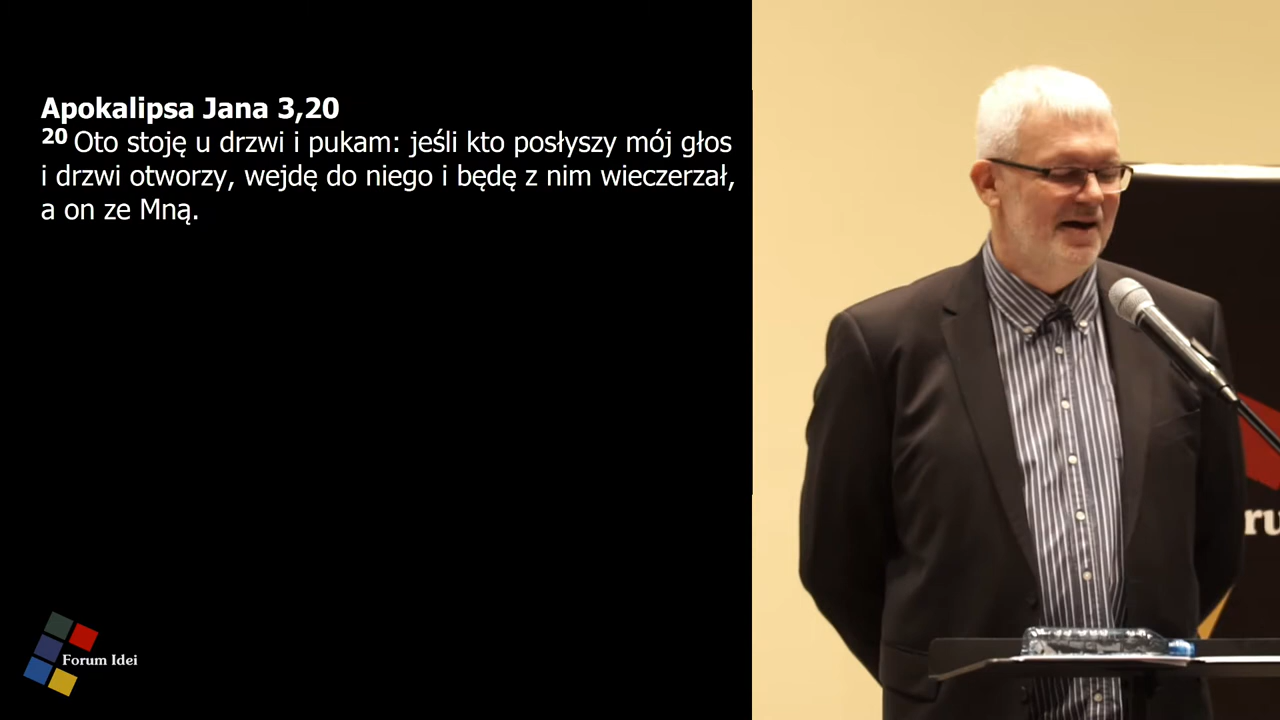 Apokalipsa Jana 3,20
20 Oto stoję u drzwi i pukam: jeśli kto posłyszy mój głos
i drzwi otworzy, wejdę do niego i będę z nim wieczerzał,
a on ze Mną.
Forum Idei